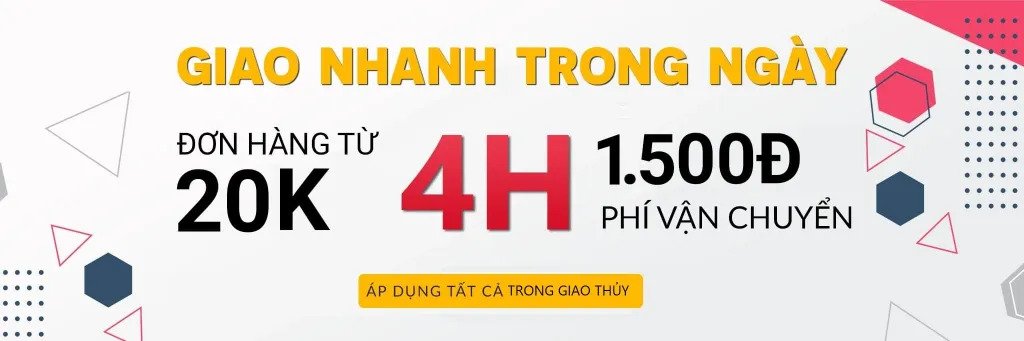 GIAO NHANH TRONG NGÀY
ĐƠN HÀNG TỪ
20K
4H
1.500Đ
PHÍ VẬN CHUYỂN
ÁP DỤNG TẤT CẢ TRONG GIAO THỦY